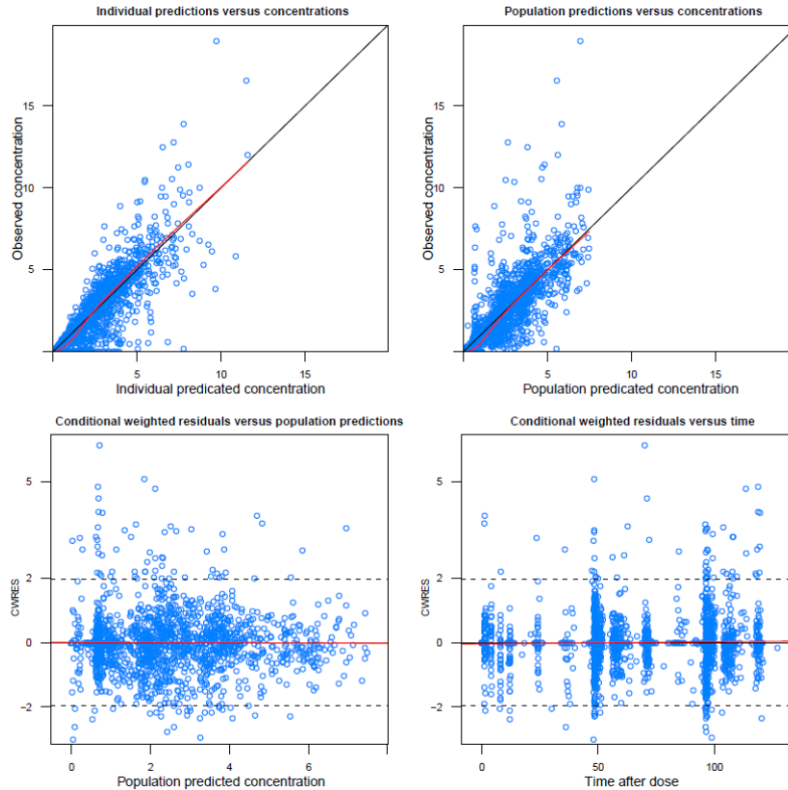 Individual predictions versus concentrations
Observed concentration
15
10
5
5
10
15
Individual predicated concentration
Population predictions versus concentrations
Observed concentration
15
10
5
5
10
15
Population predicated concentration
Conditional weighted residuals versus population predictions
CWRES
5
2
0
−2
0
2
4
6
Population predicted concentration
Conditional weighted residuals versus time
CWRES
5
2
0
−2
0
50
100
Time after dose